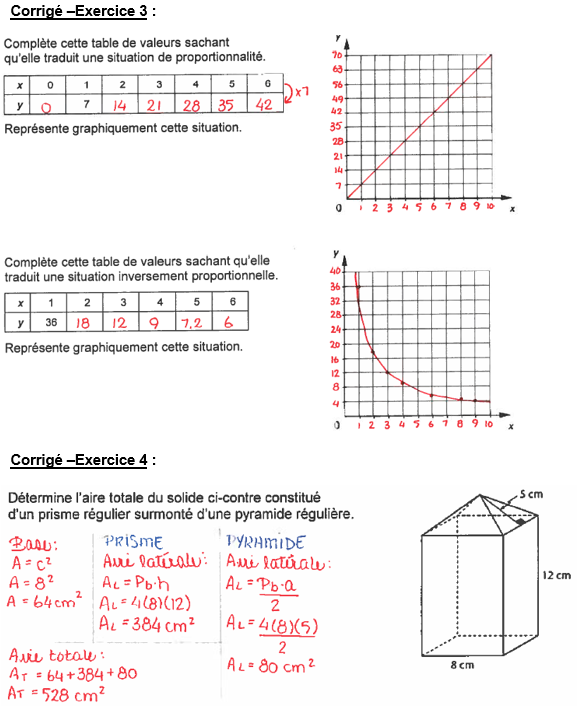 Corrigé –Exercice 3 :
Complète cette table de valeurs sachant
qu'elle traduit une situation de proportionnalité.
x 0 1 2 3 4 5 6
y 0 7 14 21 28 35 42
x7
Représente graphiquement cette situation.
y
70
63
56
49
42
35
28
21
14
7
0 1 2 3 4 5 6 7 8 9 10 x
Complète cette table de valeurs sachant qu'elle
traduit une situation inversement proportionnelle.
x 1 2 3 4 5 6
y 36 18 12 9 7,2 6
Représente graphiquement cette situation.
y
40
36
32
28
24
20
16
12
8
4
0 1 2 3 4 5 6 7 8 9 10 x
Corrigé –Exercice 4 :
Détermine l'aire totale du solide ci-contre constitué
d'un prisme régulier surmonté d'une pyramide régulière.
Base:
A = c²
A = 8²
A = 64 cm²
PRISME
Aire latérale:
AL = Pb·h
AL = 4(8)(12)
AL = 384 cm²
PYRAMIDE
Aire latérale:
AL = Pb·a
2
AL = 4(8)(5)
2
AL = 80 cm²
Aire totale:
AT = 64+384+80
AT = 528 cm²
5 cm
12 cm
8 cm